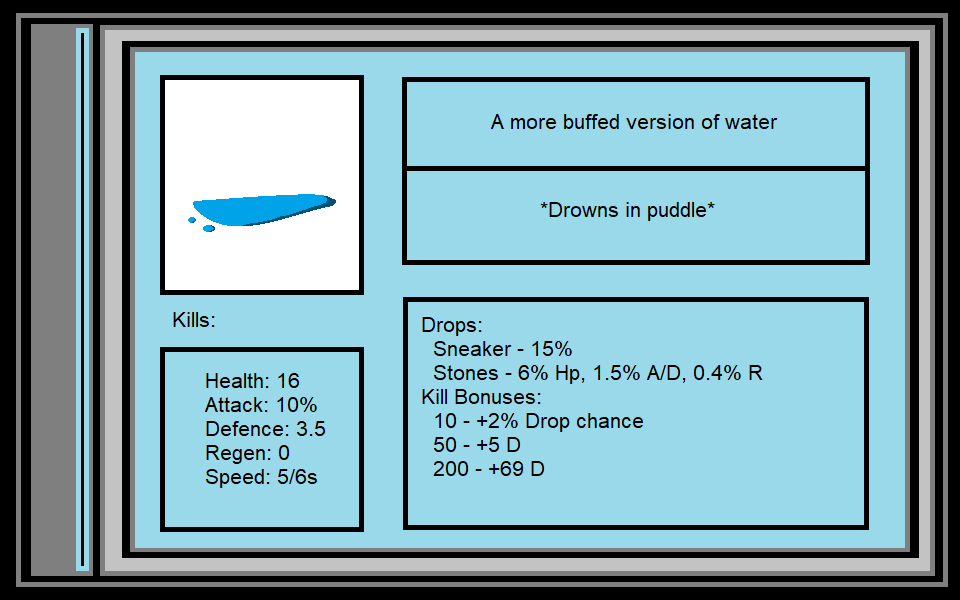 A more buffed version of water
*Drowns in puddle*
Kills:
Health: 16
Attack: 10%
Defence: 3.5
Regen: 0
Speed: 5/6s
Drops:
Sneaker - 15%
Stones - 6% Hp, 1.5% A/D, 0.4% R
Kill Bonuses:
10 - +2% Drop chance
50 - +5 D
200 - +69 D